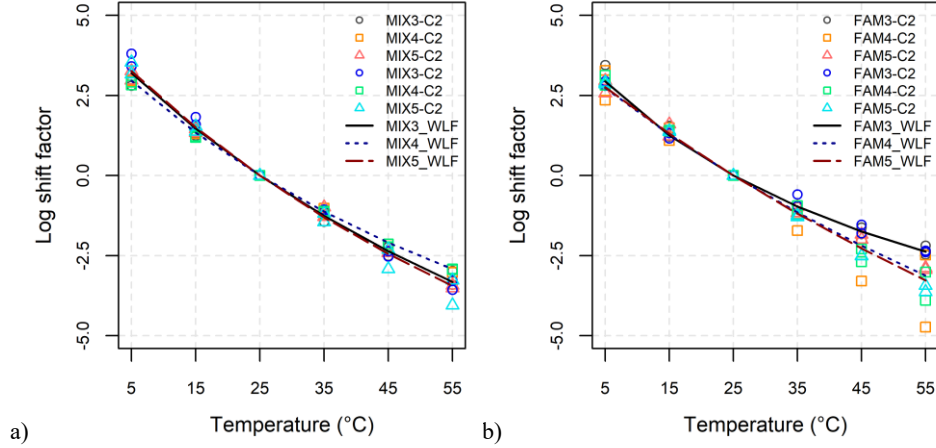 MIX3-C2
MIX4-C2
MIX5-C2
MIX3-C2
MIX4-C2
MIX5-C2
MIX3_WLF
MIX4_WLF
MIX5_WLF
Log shift factor
5.0
2.5
0.0
-2.5
-5.0
5 15 25 35 45 55
Temperature (°C)
a)
FAM3-C2
FAM4-C2
FAM5-C2
FAM3-C2
FAM4-C2
FAM5-C2
FAM3_WLF
FAM4_WLF
FAM5_WLF
Log shift factor
5.0
2.5
0.0
-2.5
-5.0
5 15 25 35 45 55
Temperature (°C)
b)